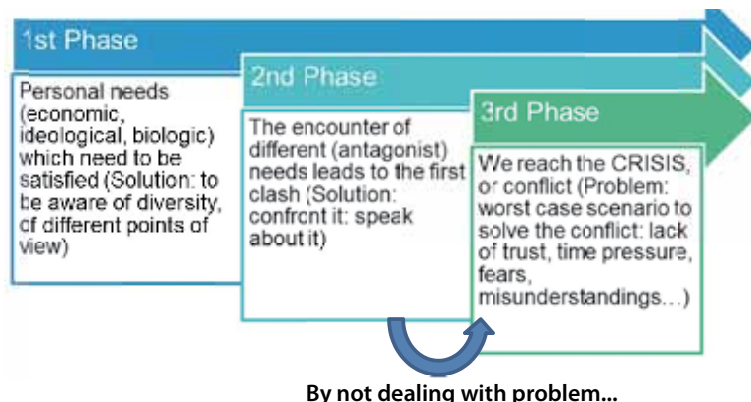 1st Phase
Personal needs
(economic,
ideological, biologic)
which need to be
satisfied (Solution: to
be aware of diversity,
of different points of
view)
2nd Phase
The encounter of
different (antagonist)
needs leads to the first
clash (Solution:
confront it: speak
about it)
3rd Phase
We reach the CRISIS,
or conflict (Problem:
worst case scenario to
solve the conflict: lack
of trust, time pressure,
fears,
misunderstandings…)
By not dealing with problem...